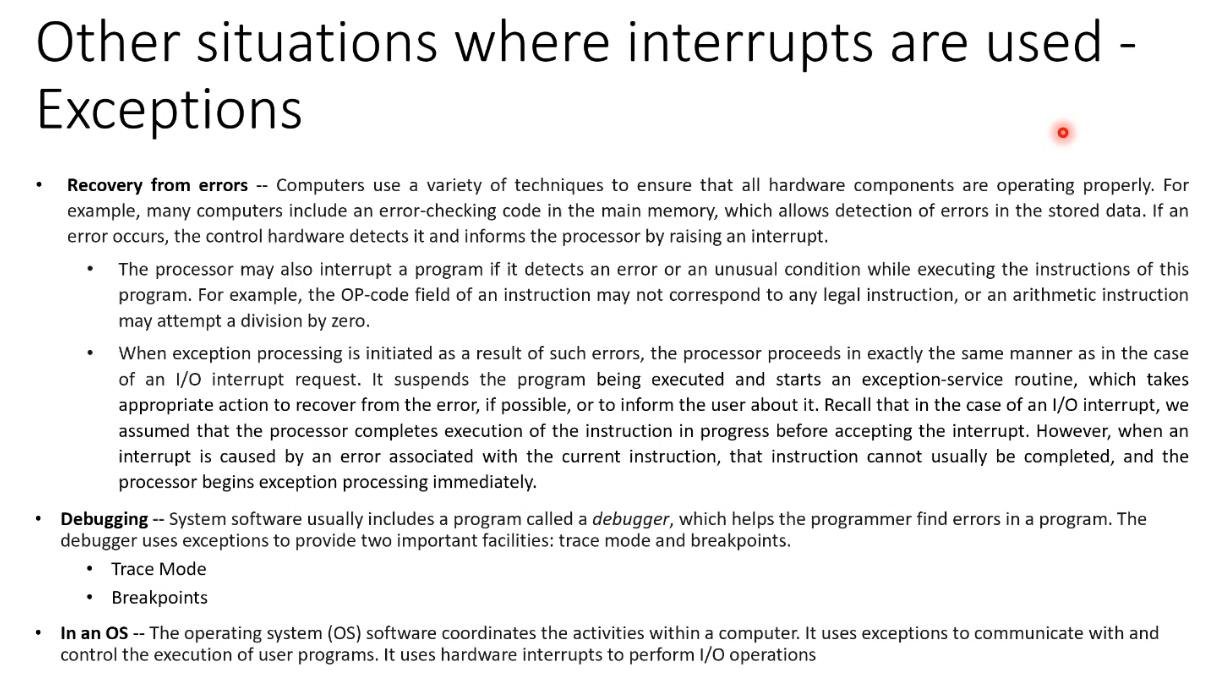 Other situations where interrupts are used -
Exceptions
• Recovery from errors -- Computers use a variety of techniques to ensure that all hardware components are operating properly. For
example, many computers include an error-checking code in the main memory, which allows detection of errors in the stored data. If an
error occurs, the control hardware detects it and informs the processor by raising an interrupt.
• The processor may also interrupt a program if it detects an error or an unusual condition while executing the instructions of this
program. For example, the OP-code field of an instruction may not correspond to any legal instruction, or an arithmetic instruction
may attempt a division by zero.
• When exception processing is initiated as a result of such errors, the processor proceeds in exactly the same manner as in the case
of an I/O interrupt request. It suspends the program being executed and starts an exception-service routine, which takes
appropriate action to recover from the error, if possible, or to inform the user about it. Recall that in the case of an I/O interrupt, we
assumed that the processor completes execution of the instruction in progress before accepting the interrupt. However, when an
interrupt is caused by an error associated with the current instruction, that instruction cannot usually be completed, and the
processor begins exception processing immediately.
• Debugging -- System software usually includes a program called a debugger, which helps the programmer find errors in a program. The
debugger uses exceptions to provide two important facilities: trace mode and breakpoints.
• Trace Mode
• Breakpoints
• In an OS -- The operating system (OS) software coordinates the activities within a computer. It uses exceptions to communicate with and
control the execution of user programs. It uses hardware interrupts to perform I/O operations